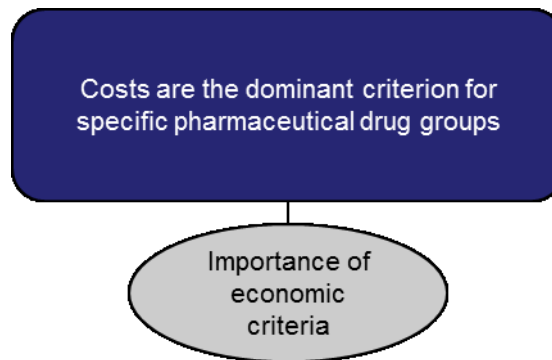 Costs are the dominant criterion for
specific pharmaceutical drug groups
Importance of
economic
criteria